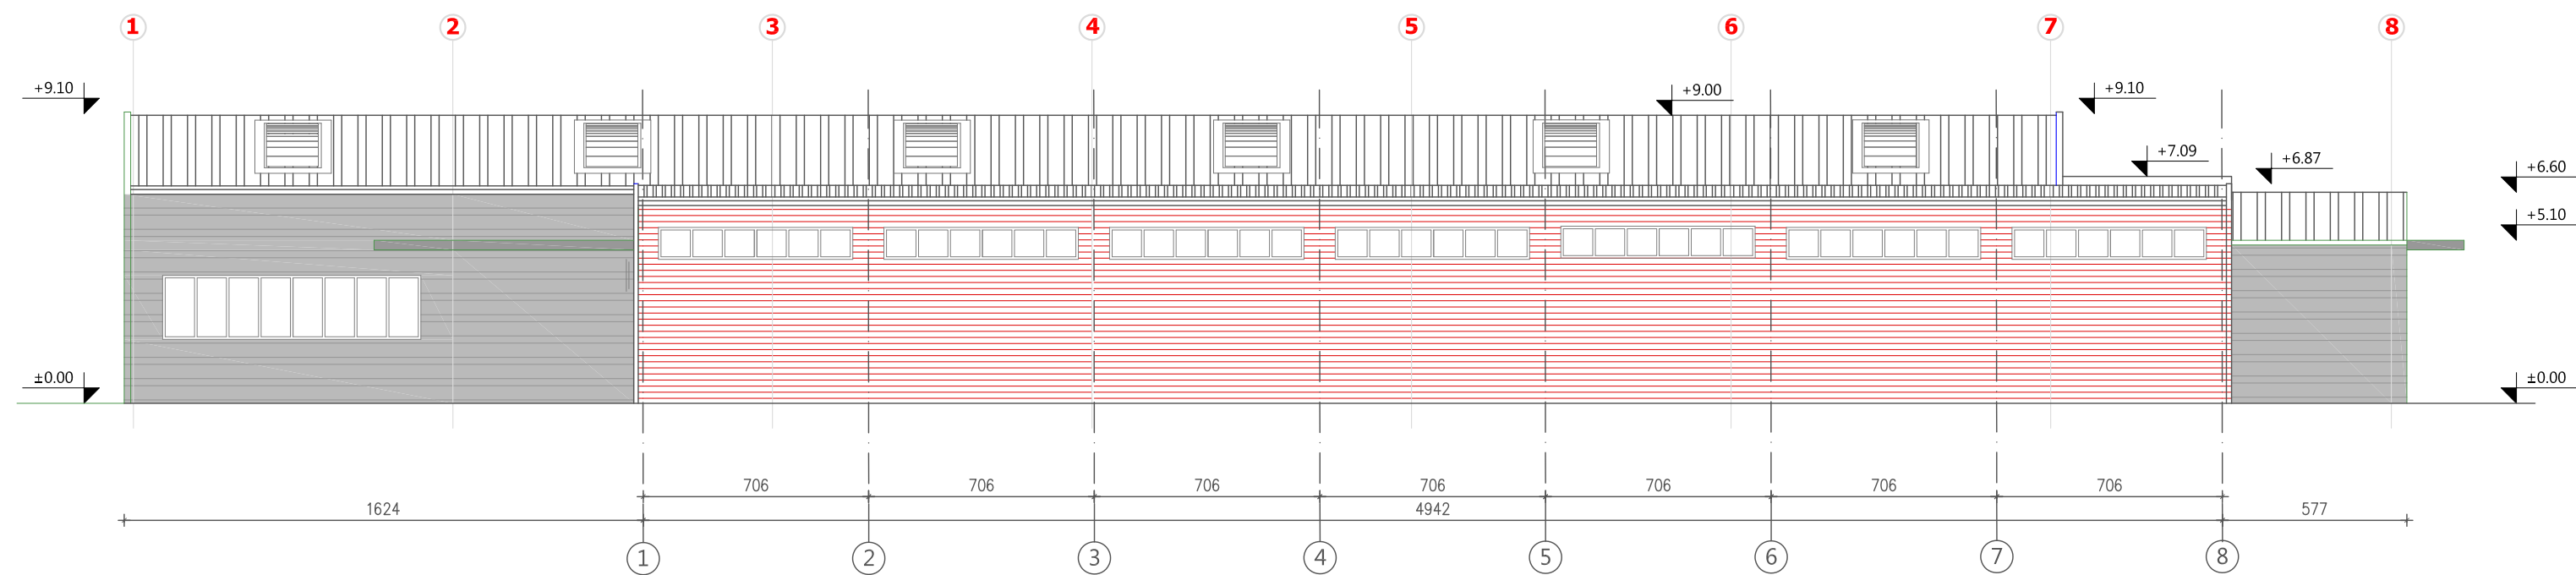 1 2 3 4 5 6 7 8
+9.10 +9.00 +9.10
+7.09 +6.87 +6.60
+5.10
±0.00 ±0.00
706 706 706 706 706 706 706
1624 4942 577
1 2 3 4 5 6 7 8